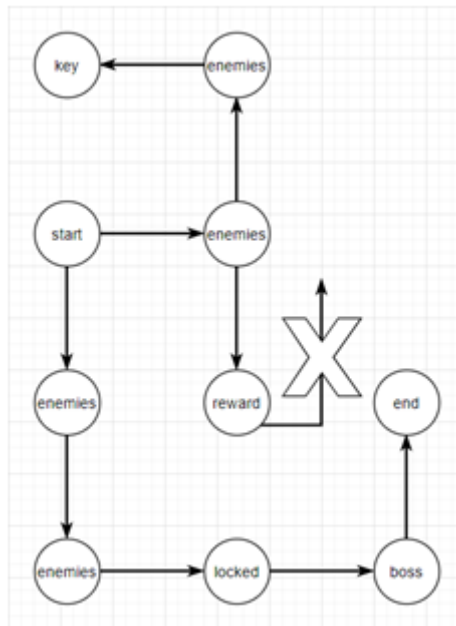 key
enemies
start
enemies
enemies
reward
end
enemies
locked
boss